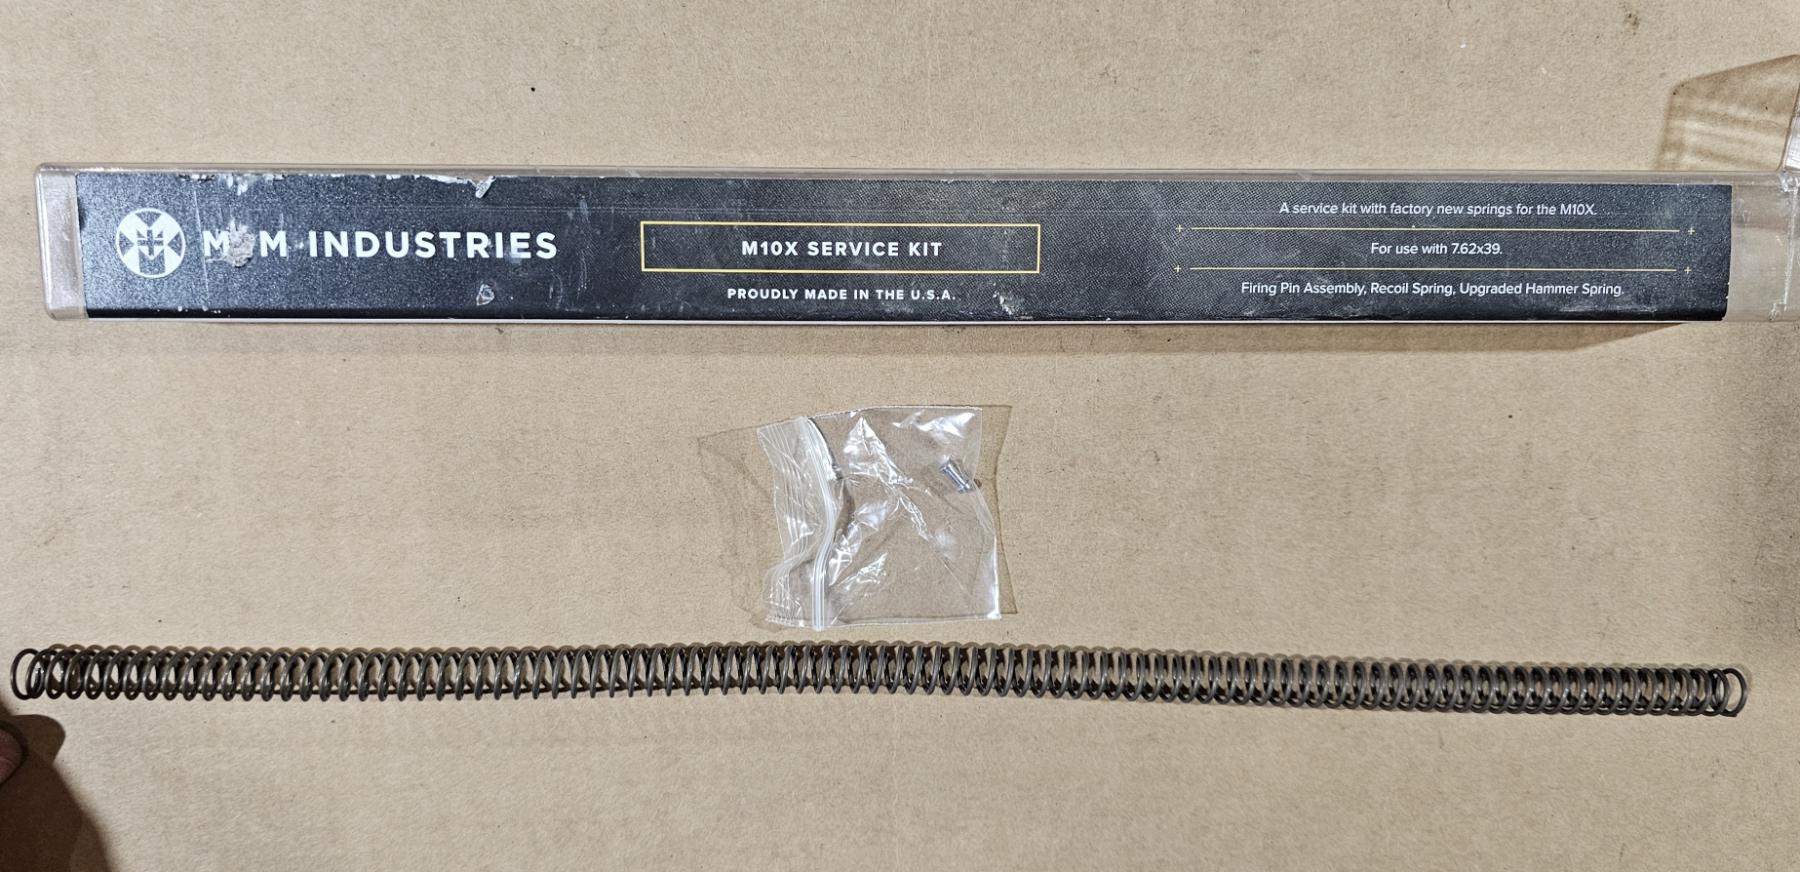 INDUSTRIES
M10X SERVICE KIT
PROUDLY MADE IN THE U.S.A.
A service kit with factory new springs for the M10X.
For use with 7.62x39.
Firing Pin Assembly, Recoil Spring, Upgraded Hammer Spring.